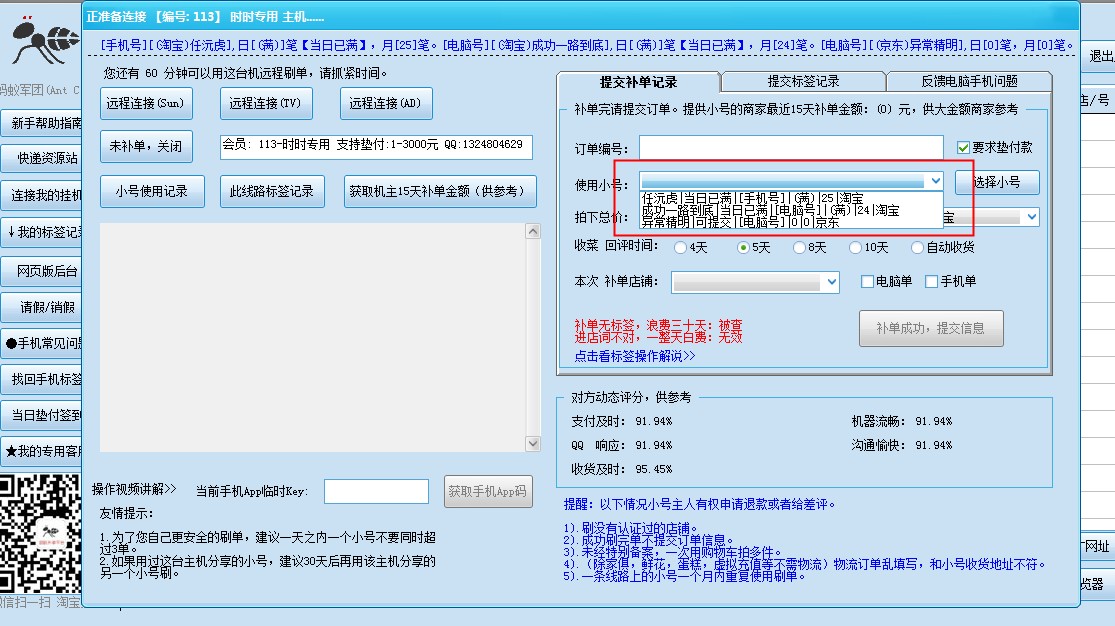 正准备连接 【编号: 113】 时时专用 主机......
[手机号][(淘宝)任沅虎],日[(满)]笔【当日已满】, 月[25]笔。[电脑号][(淘宝)成功一路到底],日[(满)]笔【当日已满】, 月[24]笔。[电脑号][(京东)异常精明],日[0]笔, 月[0]笔。
您还有 60 分钟可以用这台机远程刷单, 请抓紧时间。
远程连接(Sun)
远程连接(TV)
远程连接(AD)
未补单, 关闭
会员: 113-时时专用 支持垫付:1-3000元 QQ:1324804629
小号使用记录
此线路标签记录
获取机主15天补单金额（供参考）
操作视频讲解>>
当前手机App临时Key:
获取手机App码
友情提示:
1.为了您自己更安全的刷单, 建议一天之内一个小号不要同时超
过3单。
2.如果用过这台主机分享的小号, 建议30天后再用该主机分享的
另一个小号刷。
提交补单记录
提交标签记录
反馈电脑手机问题
补单完请提交订单。提供小号的商家最近15天补单金额:（0）元, 供大金额商家参考
订单编号:
要求垫付款
使用小号:
选择小号
任沅虎|当日已满|[手机号]|(满)|25|淘宝
成功一路到底|当日已满|[电脑号]|(满)|24|淘宝
异常精明|可提交|[电脑号]|0|0|京东
拍下总价:
宝
收菜 回评时间:
4天
5天
8天
10天
自动收货
本次 补单店铺:
电脑单
手机单
补单无标签, 浪费三十天: 被查
进店词不对, 一整天白费: 无效
点击看标签操作解说>>
补单成功, 提交信息
对方动态评分, 供参考
支付及时: 91.94%
机器流畅: 91.94%
QQ 响应: 91.94%
沟通愉快: 91.94%
收货及时: 95.45%
提醒: 以下情况小号主人有权申请退款或者给差评。
1).刷没有认证过的店铺。
2).成功刷完单不提交订单信息。
3).未经特别备案, 一次用购物车拍多件。
4).（除家俱, 鲜花, 蛋糕, 虚拟充值等不需物流）物流订单乱填写, 和小号收货地址不符。
5).一条线路上的小号一个月内重复使用刷单。
蚂蚁军团(Ant C
新手帮助指南
快递资源站
连接我的挂机
↓我的标签记录
网页版后台
请假/销假
●手机常见问题
找回手机标签
当日垫付签到
★我的专用客服
微信扫一扫 淘宝
退出
店/号
网址
览器